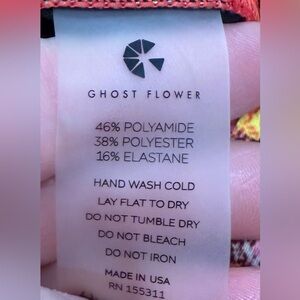 GHOST FLOWER
46% POLYAMIDE
38% POLYESTER
16% ELASTANE
HAND WASH COLD
LAY FLAT TO DRY
DO NOT TUMBLE DRY
DO NOT BLEACH
DO NOT IRON
MADE IN USA
RN 155311